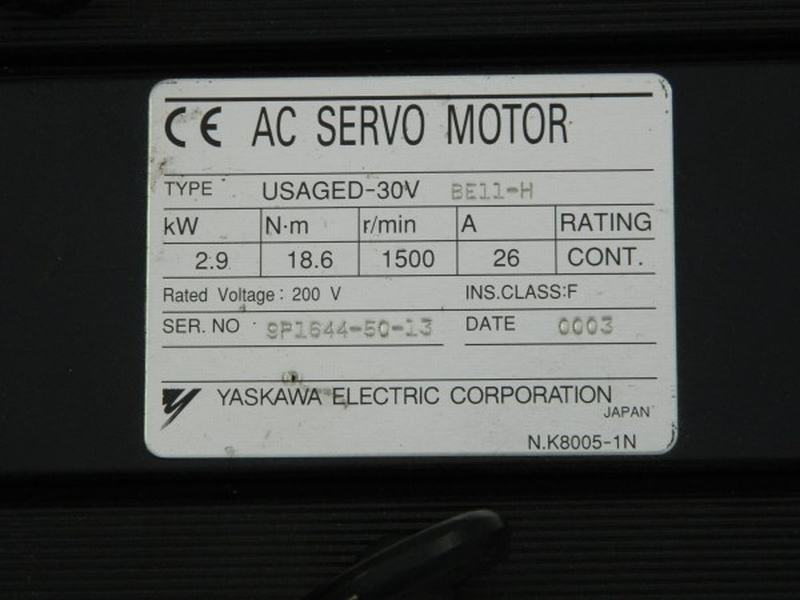 CE AC SERVO MOTOR
TYPE USAGED-30V BE11-H
kW N·m r/min A RATING
2.9 18.6 1500 26 CONT.
Rated Voltage: 200 V INS.CLASS:F
SER. NO 9P1644-50-13 DATE 0003
YASKAWA ELECTRIC CORPORATION
JAPAN
N.K8005-1N